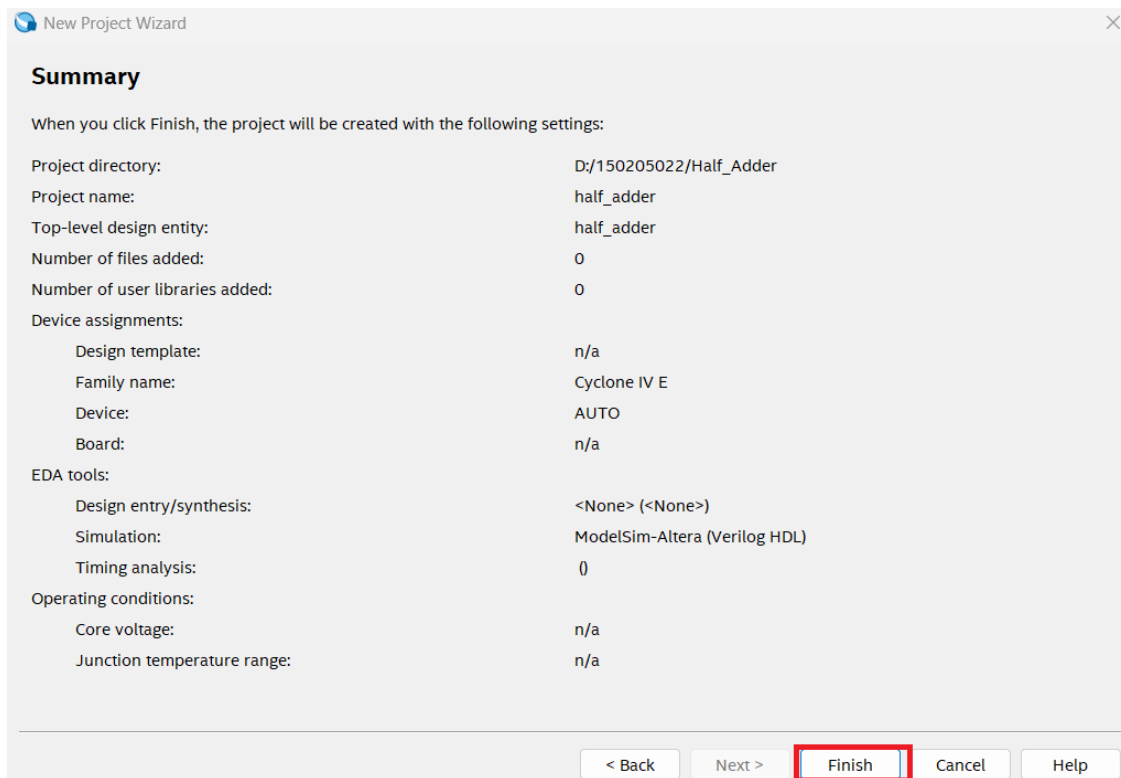 New Project Wizard
Summary
When you click Finish, the project will be created with the following settings:
Project directory: D:/150205022/Half_Adder
Project name: half_adder
Top-level design entity: half_adder
Number of files added: 0
Number of user libraries added: 0
Device assignments:
Design template: n/a
Family name: Cyclone IV E
Device: AUTO
Board: n/a
EDA tools:
Design entry/synthesis: <None> (<None>)
Simulation: ModelSim-Altera (Verilog HDL)
Timing analysis: ()
Operating conditions:
Core voltage: n/a
Junction temperature range: n/a
< Back Next > Finish Cancel Help